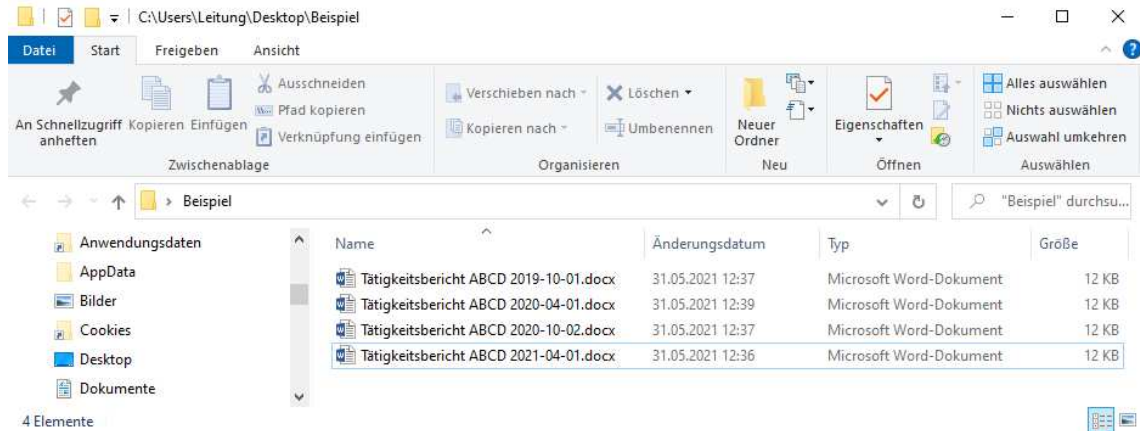 C:\Users\Leitung\Desktop\Beispiel
Datei Start Freigeben Ansicht
An Schnellzugriff anheften
Kopieren
Einfügen
Ausschneiden
Pfad kopieren
Verknüpfung einfügen
Zwischenablage
Verschieben nach
Kopieren nach
Löschen
Umbenennen
Organisieren
Neuer Ordner
Neu
Eigenschaften
Öffnen
Alles auswählen
Nichts auswählen
Auswahl umkehren
Auswählen
Beispiel
"Beispiel" durchsu...
Anwendungsdaten
AppData
Bilder
Cookies
Desktop
Dokumente
Name Änderungsdatum Typ Größe
Tätigkeitsbericht ABCD 2019-10-01.docx 31.05.2021 12:37 Microsoft Word-Dokument 12 KB
Tätigkeitsbericht ABCD 2020-04-01.docx 31.05.2021 12:39 Microsoft Word-Dokument 12 KB
Tätigkeitsbericht ABCD 2020-10-02.docx 31.05.2021 12:37 Microsoft Word-Dokument 12 KB
Tätigkeitsbericht ABCD 2021-04-01.docx 31.05.2021 12:36 Microsoft Word-Dokument 12 KB
4 Elemente